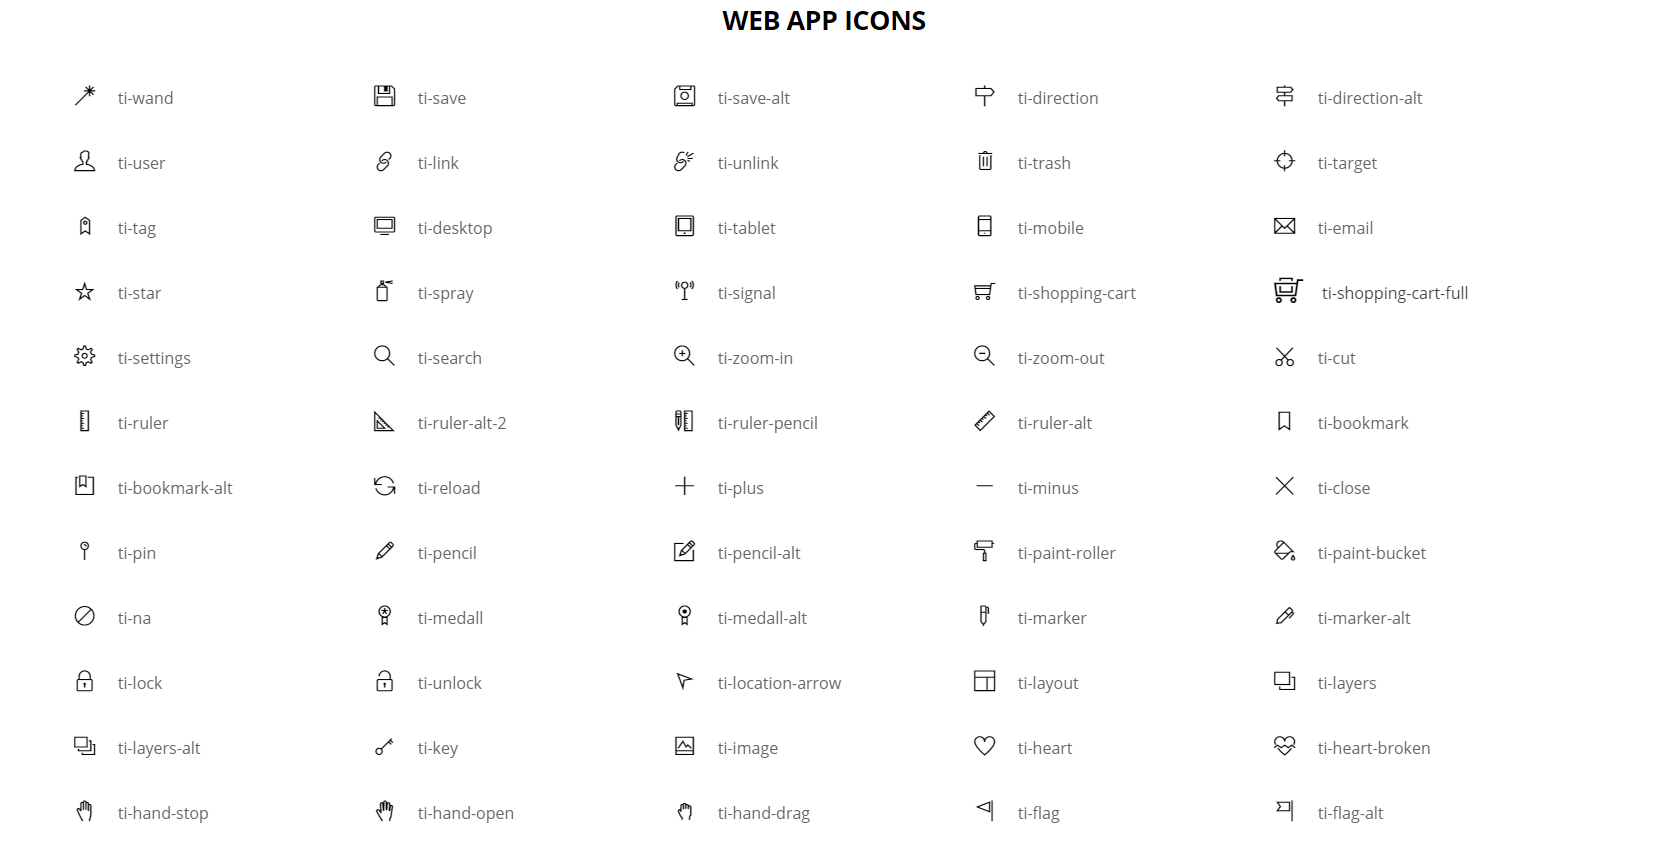 WEB APP ICONS
ti-wand ti-save ti-save-alt ti-direction ti-direction-alt
ti-user ti-link ti-unlink ti-trash ti-target
ti-tag ti-desktop ti-tablet ti-mobile ti-email
ti-star ti-spray ti-signal ti-shopping-cart ti-shopping-cart-full
ti-settings ti-search ti-zoom-in ti-zoom-out ti-cut
ti-ruler ti-ruler-alt-2 ti-ruler-pencil ti-ruler-alt ti-bookmark
ti-bookmark-alt ti-reload ti-plus ti-minus ti-close
ti-pin ti-pencil ti-pencil-alt ti-paint-roller ti-paint-bucket
ti-na ti-medall ti-medall-alt ti-marker ti-marker-alt
ti-lock ti-unlock ti-location-arrow ti-layout ti-layers
ti-layers-alt ti-key ti-image ti-heart ti-heart-broken
ti-hand-stop ti-hand-open ti-hand-drag ti-flag ti-flag-alt